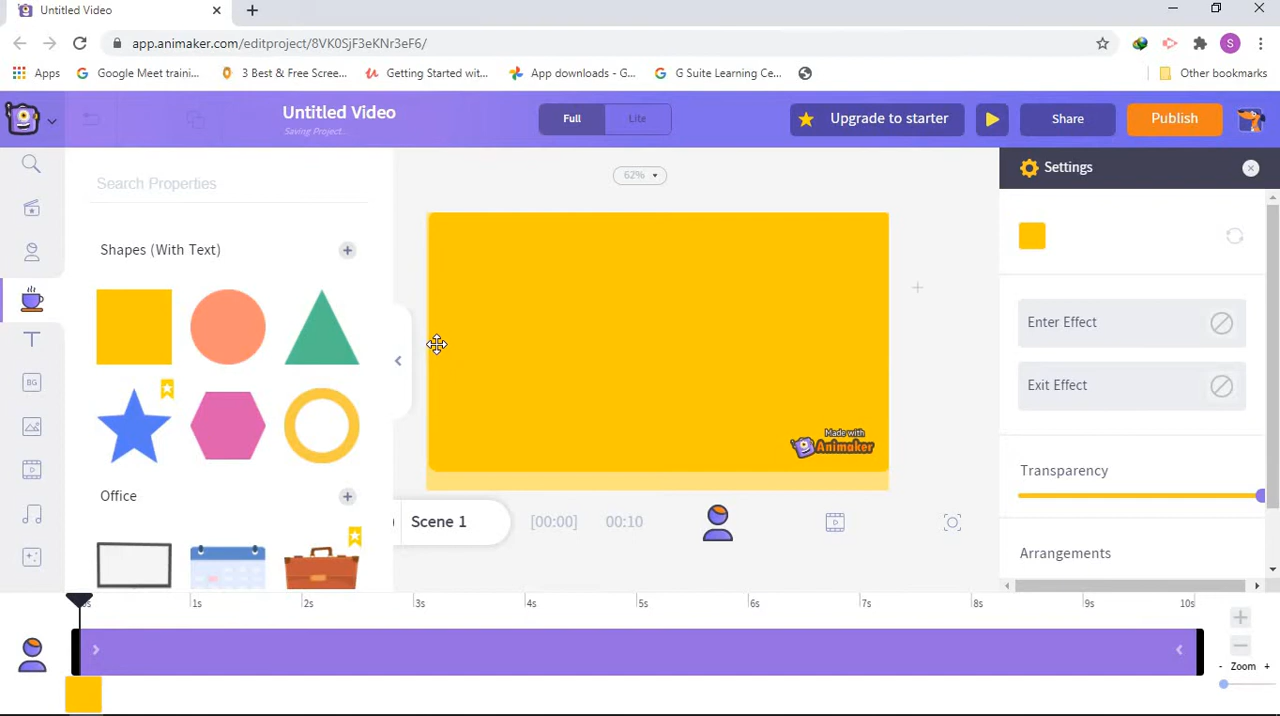 Untitled Video
app.animaker.com/editproject/8VK0SjF3eKNr3eF6/
S
Apps
Google Meet traini...
3 Best & Free Scree...
Getting Started wit...
App downloads - G...
G Suite Learning Ce...
Other bookmarks
Untitled Video
Saving Project..
Full
Lite
Upgrade to starter
Share
Publish
Search Properties
62%
Settings
Shapes (With Text)
BG
Enter Effect
Exit Effect
Made with
Animaker
Transparency
Office
Scene 1
[00:00]
00:10
Arrangements
1s
2s
3s
4s
5s
6s
7s
8s
9s
10s
- Zoom +